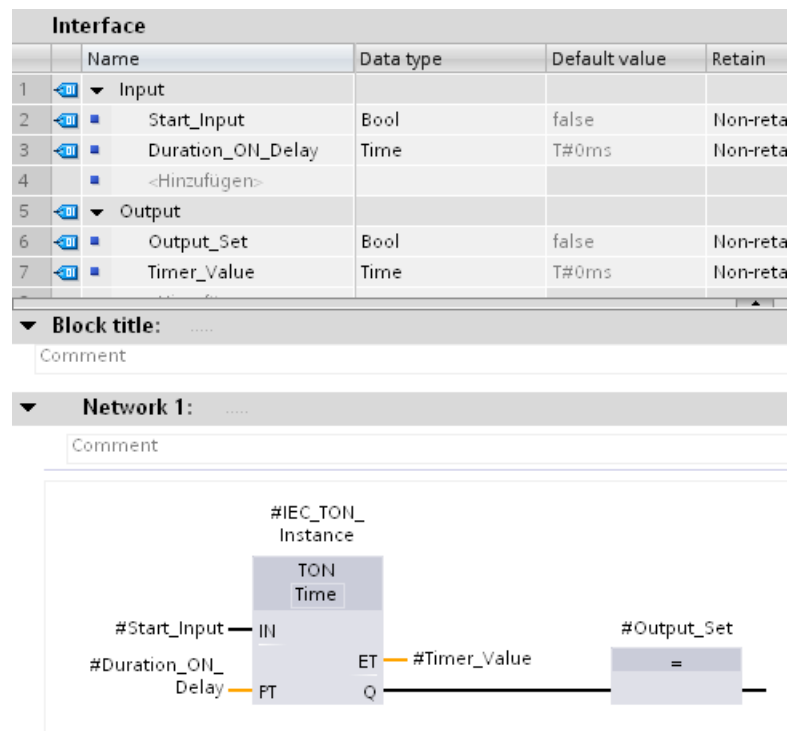 Interface
Name Data type Default value Retain
1 Input
2 Start_Input Bool false Non-reta
3 Duration_ON_Delay Time T#0ms Non-reta
4 <Hinzufügen>
5 Output
6 Output_Set Bool false Non-reta
7 Timer_Value Time T#0ms Non-reta
Block title: .....
Comment
Network 1: .....
Comment
#IEC_TON_
Instance
TON
Time
#Start_Input IN
#Output_Set
#Duration_ON_
Delay PT
ET #Timer_Value
=
Q